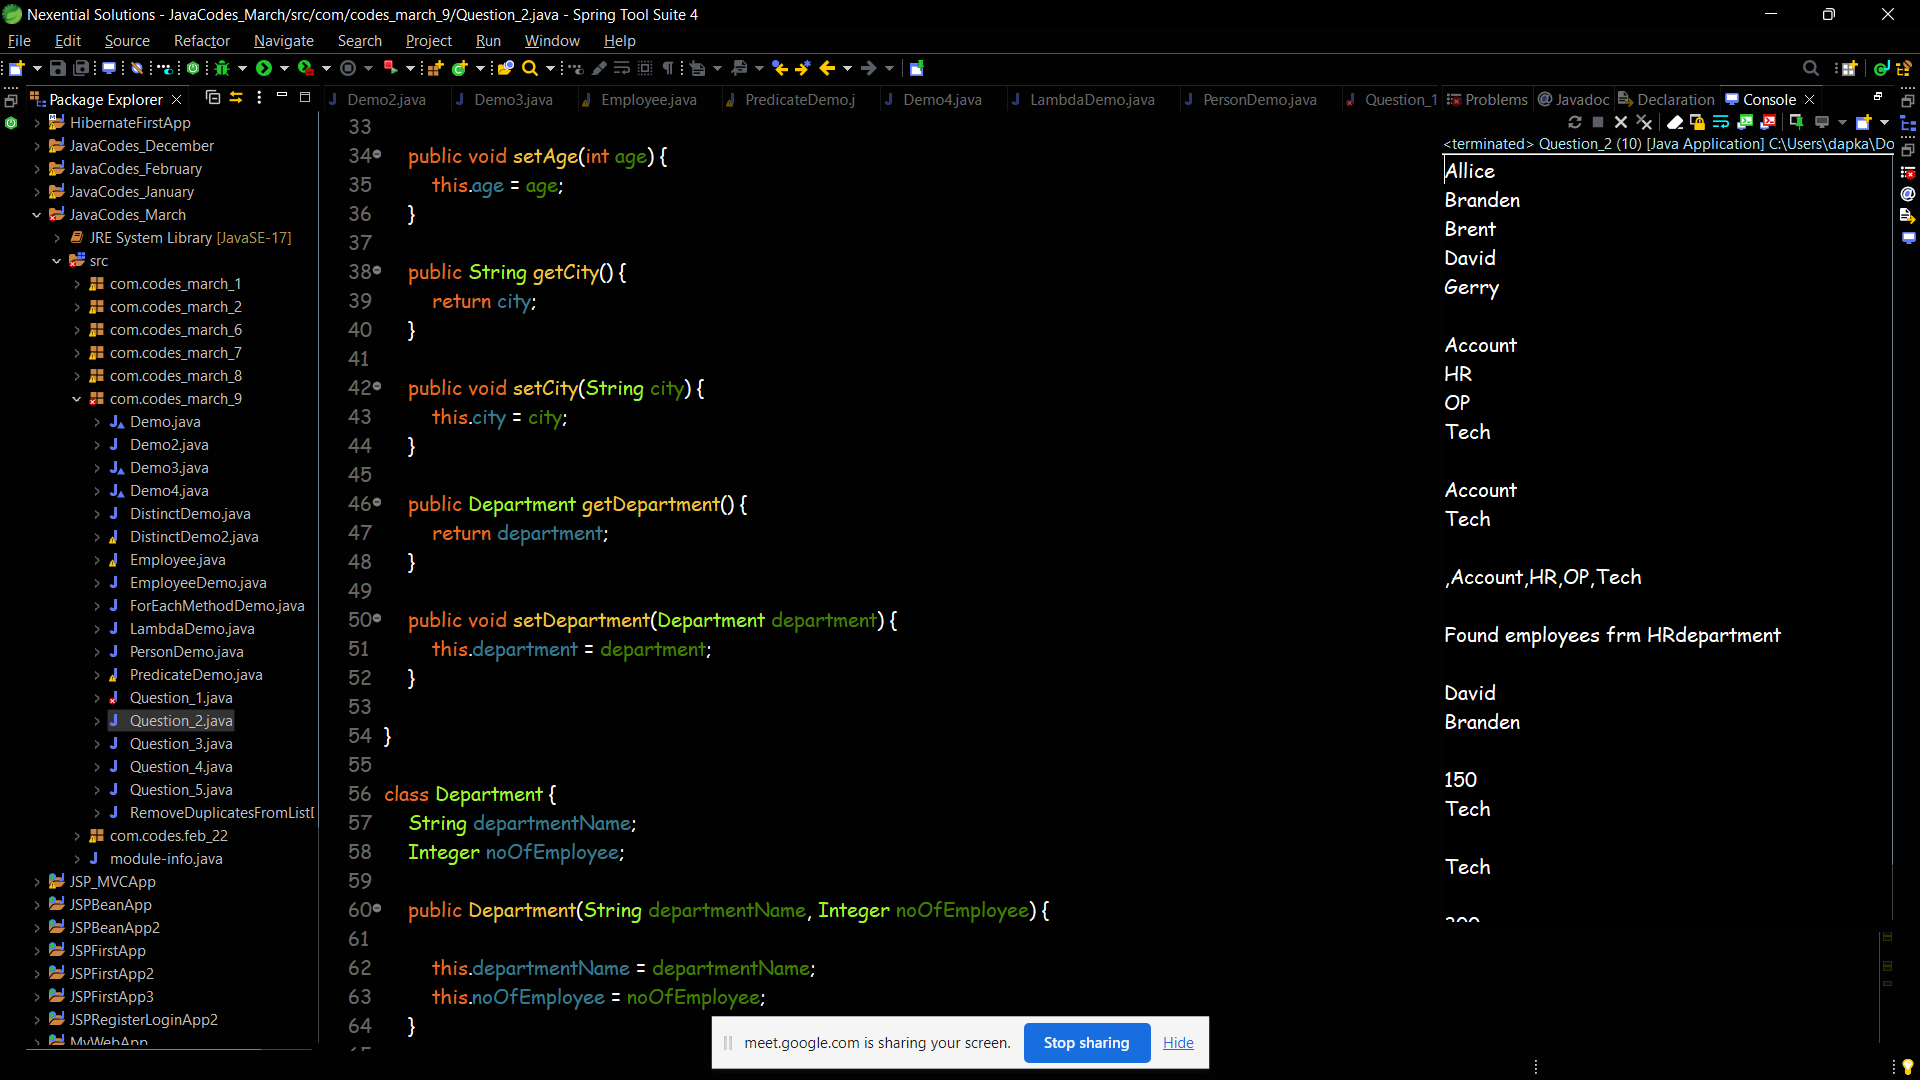 Nexential Solutions - JavaCodes_March/src/com/codes_march_9/Question_2.java - Spring Tool Suite 4
File Edit Source Refactor Navigate Search Project Run Window Help
Package Explorer
HibernateFirstApp
JavaCodes_December
JavaCodes_February
JavaCodes_January
JavaCodes_March
JRE System Library [JavaSE-17]
src
com.codes_march_1
com.codes_march_2
com.codes_march_6
com.codes_march_7
com.codes_march_8
com.codes_march_9
Demo.java
Demo2.java
Demo3.java
Demo4.java
DistinctDemo.java
DistinctDemo2.java
Employee.java
EmployeeDemo.java
ForEachMethodDemo.java
LambdaDemo.java
PersonDemo.java
PredicateDemo.java
Question_1.java
Question_2.java
Question_3.java
Question_4.java
Question_5.java
RemoveDuplicatesFromList
com.codes.feb_22
module-info.java
JSP_MVCApp
JSPBeanApp
JSPBeanApp2
JSPFirstApp
JSPFirstApp2
JSPFirstApp3
JSPRegisterLoginApp2
MyWebApp
Demo2.java Demo3.java Employee.java PredicateDemo.j Demo4.java LambdaDemo.java PersonDemo.java Question_1
33
34 public void setAge(int age) {
35 this.age = age;
36 }
37
38 public String getCity() {
39 return city;
40 }
41
42 public void setCity(String city) {
43 this.city = city;
44 }
45
46 public Department getDepartment() {
47 return department;
48 }
49
50 public void setDepartment(Department department) {
51 this.department = department;
52 }
53
54 }
55
56 class Department {
57 String departmentName;
58 Integer noOfEmployee;
59
60 public Department(String departmentName, Integer noOfEmployee) {
61
62 this.departmentName = departmentName;
63 this.noOfEmployee = noOfEmployee;
64 }
Problems Javadoc Declaration Console
<terminated> Question_2 (10) [Java Application] C:\Users\dapka\Do
Allice
Branden
Brent
David
Gerry
Account
HR
OP
Tech
Account
Tech
,Account,HR,OP,Tech
Found employees frm HRdepartment
David
Branden
150
Tech
Tech
meet.google.com is sharing your screen. Stop sharing Hide